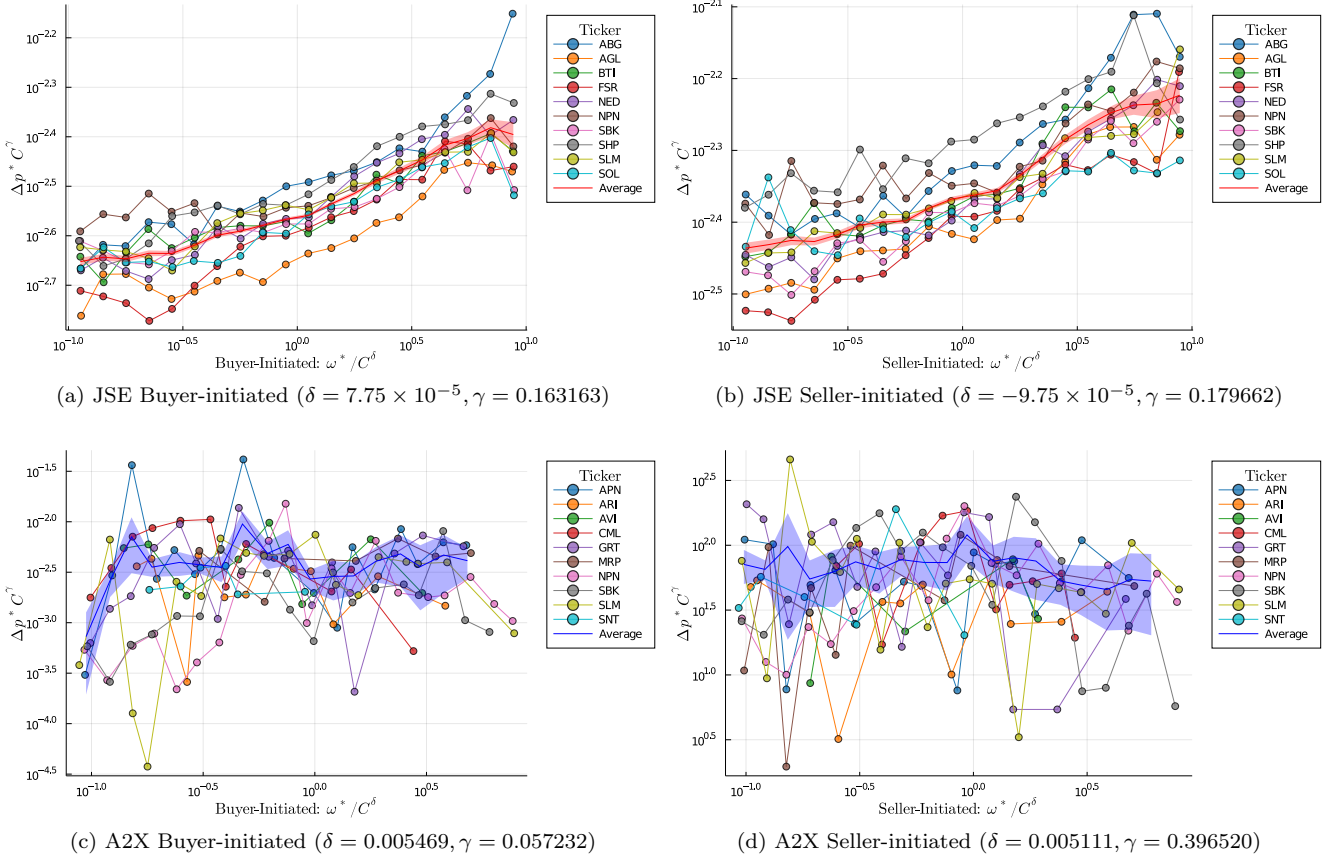 10^-2.2
10^-2.3
10^-2.4
10^-2.5
10^-2.6
10^-2.7
Δp* C^γ
10^-1.0
10^-0.5
10^0.0
10^0.5
10^1.0
Buyer-Initiated: ω*/C^δ
Ticker
ABG
AGL
BTI
FSR
NED
NPN
SBK
SHP
SLM
SOL
Average
(a) JSE Buyer-initiated (δ = 7.75 × 10^-5, γ = 0.163163)
10^-2.1
10^-2.2
10^-2.3
10^-2.4
10^-2.5
Δp* C^γ
10^-1.0
10^-0.5
10^0.0
10^0.5
10^1.0
Seller-Initiated: ω*/C^δ
Ticker
ABG
AGL
BTI
FSR
NED
NPN
SBK
SHP
SLM
SOL
Average
(b) JSE Seller-initiated (δ = −9.75 × 10^-5, γ = 0.179662)
10^-1.5
10^-2.0
10^-2.5
10^-3.0
10^-3.5
10^-4.0
10^-4.5
Δp* C^γ
10^-1.0
10^-0.5
10^0.0
10^0.5
Buyer-Initiated: ω*/C^δ
Ticker
APN
ARI
AVI
CML
GRT
MRP
NPN
SBK
SLM
SNT
Average
(c) A2X Buyer-initiated (δ = 0.005469, γ = 0.057232)
10^2.5
10^2.0
10^1.5
10^1.0
10^0.5
Δp* C^γ
10^-1.0
10^-0.5
10^0.0
10^0.5
Seller-Initiated: ω*/C^δ
Ticker
APN
ARI
AVI
CML
GRT
MRP
NPN
SBK
SLM
SNT
Average
(d) A2X Seller-initiated (δ = 0.005111, γ = 0.396520)